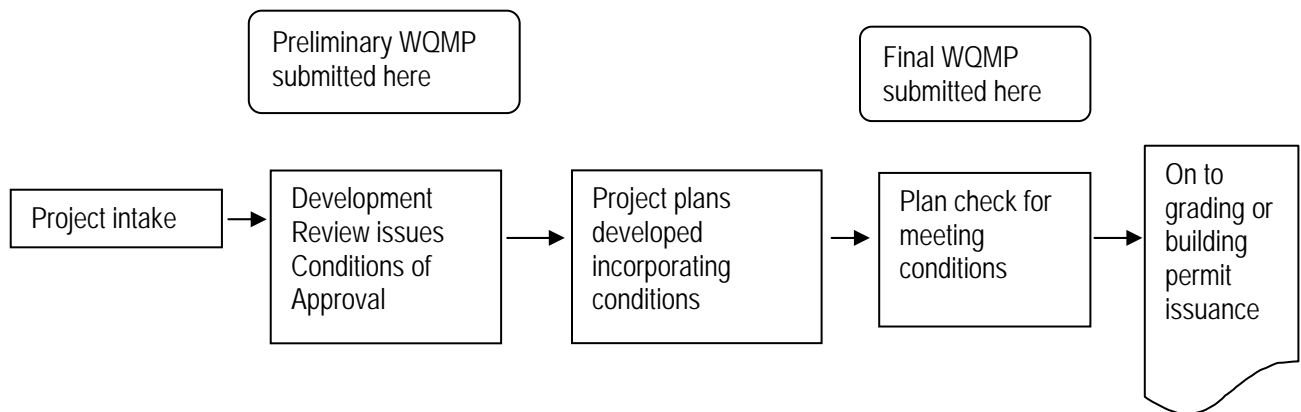 Preliminary WQMP
submitted here
Final WQMP
submitted here
Project intake
Development
Review issues
Conditions of
Approval
Project plans
developed
incorporating
conditions
Plan check for
meeting
conditions
On to
grading or
building
permit
issuance